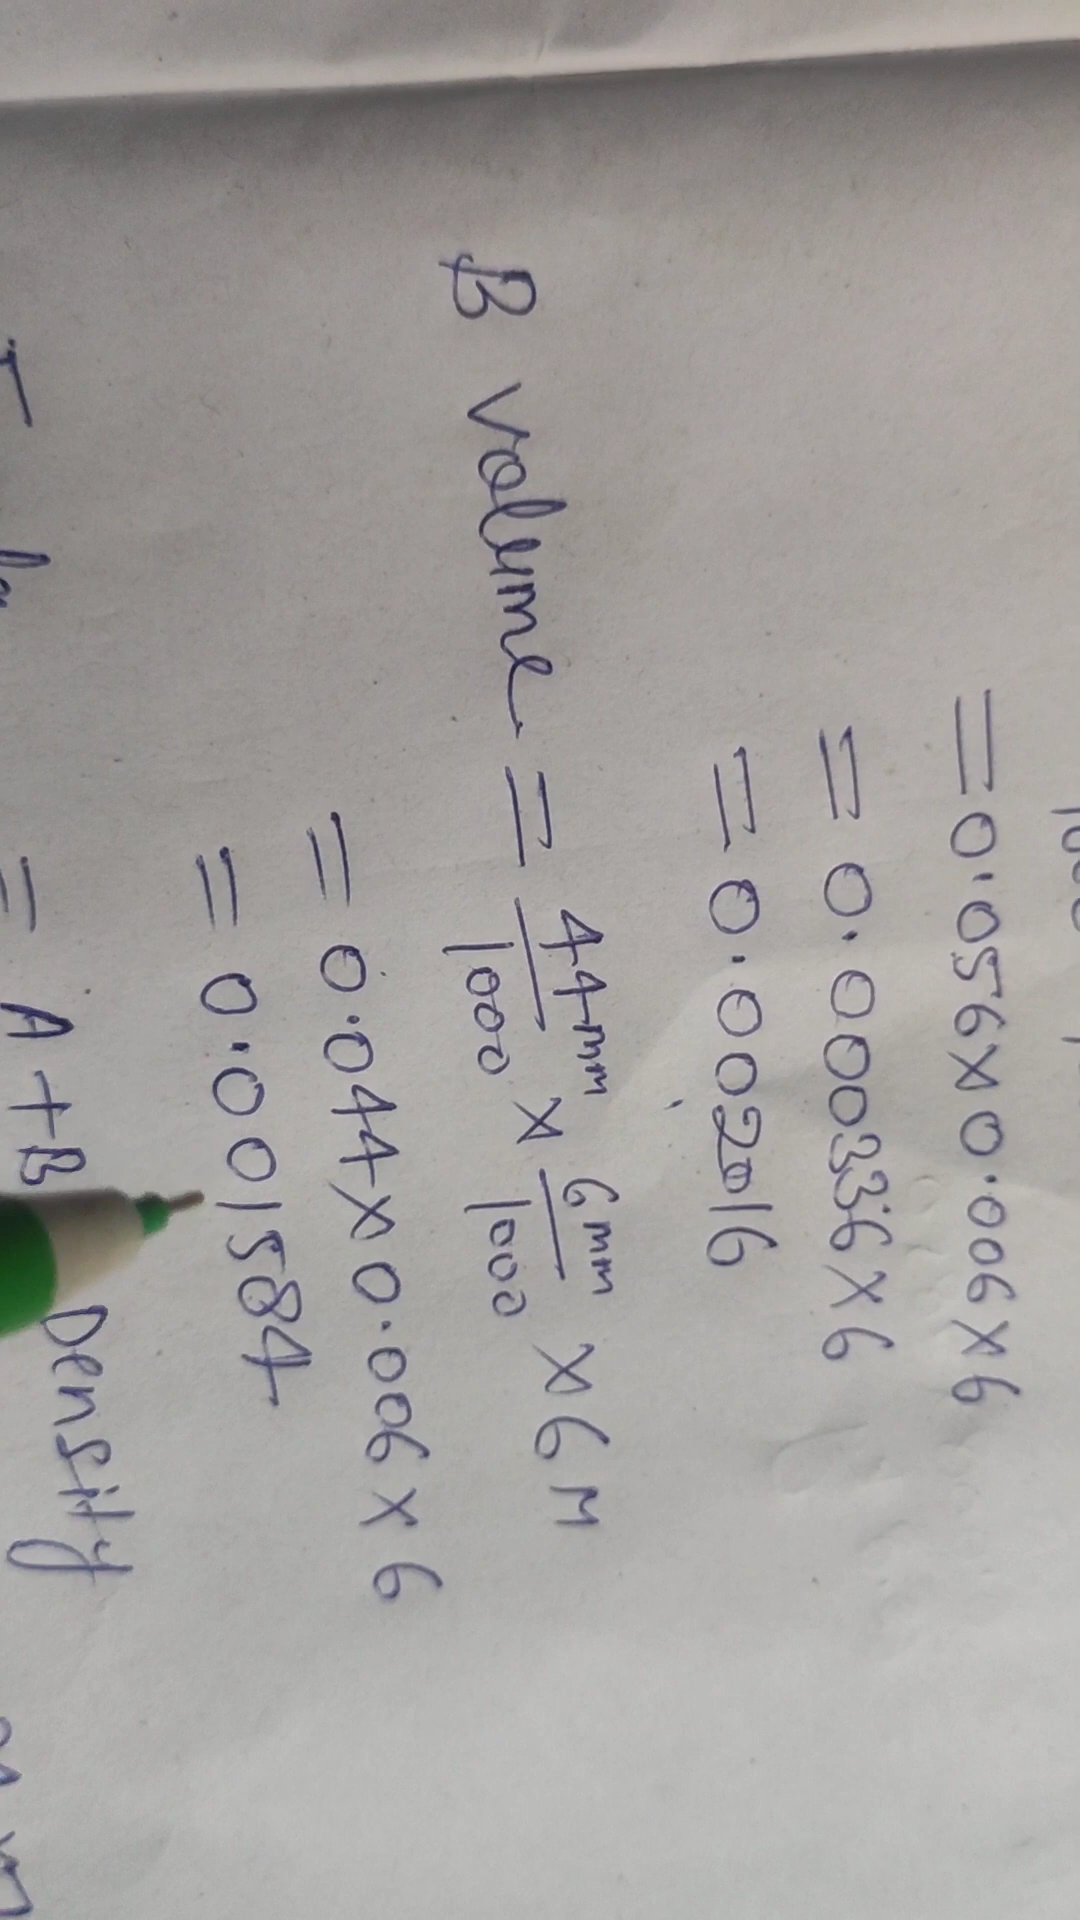 = 0.056 x 0.006 x 6
= 0.000336 x 6
= 0.002016
B volume = 44mm/1000 x 6mm/1000 x 6 M
= 0.044 x 0.006 x 6
= 0.001584
= A + B Density